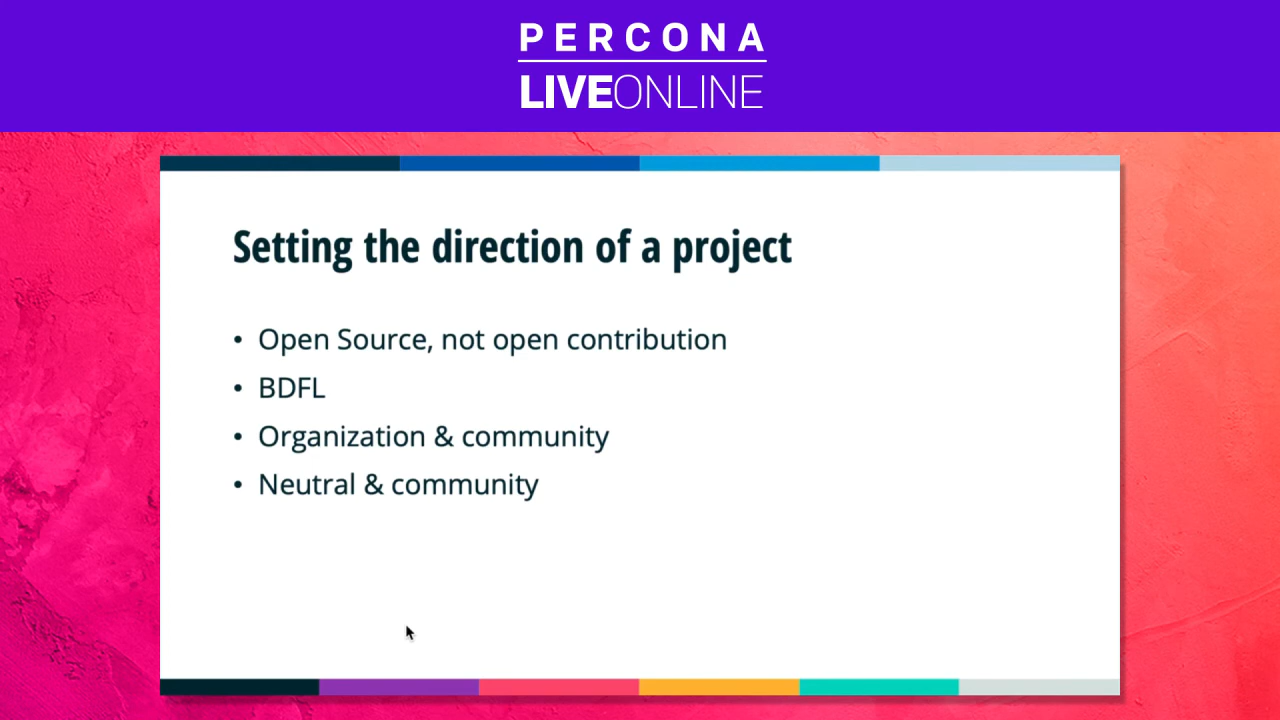 PERCONA
LIVEONLINE
Setting the direction of a project
• Open Source, not open contribution
• BDFL
• Organization & community
• Neutral & community